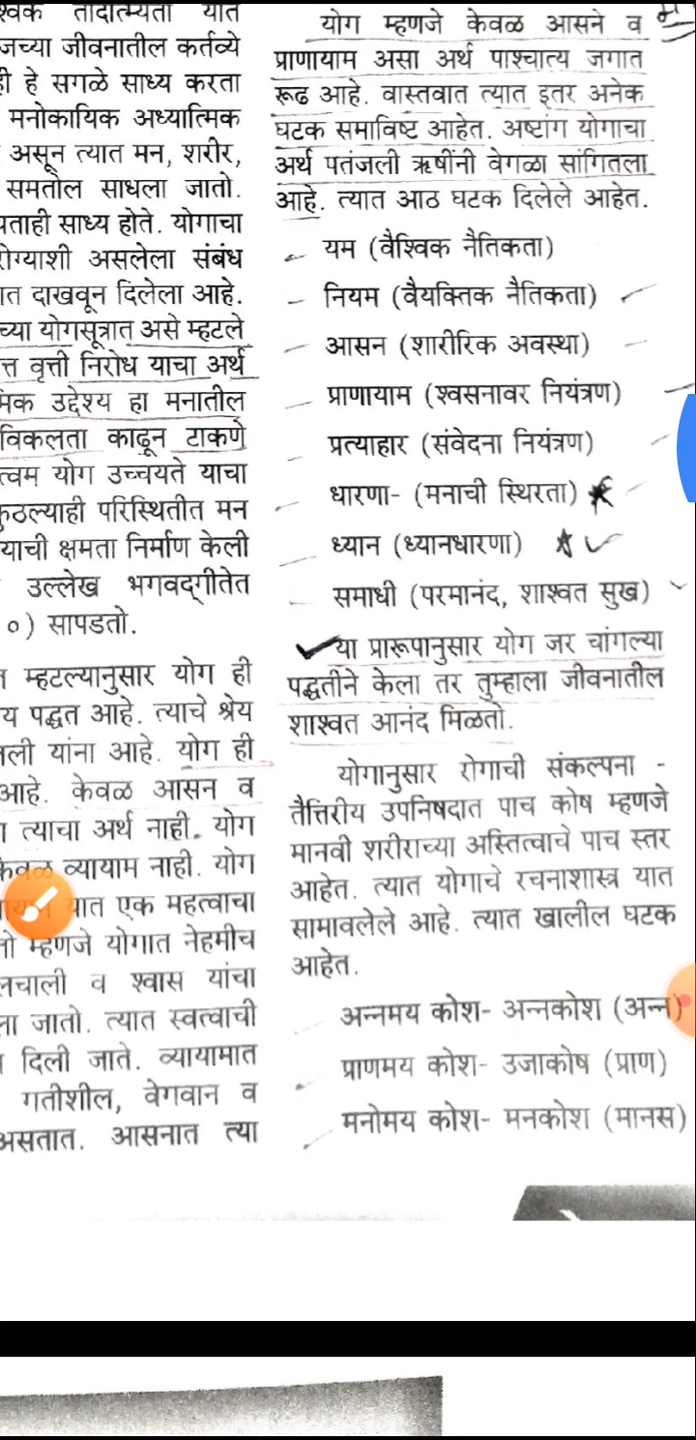 तादात्म्यता यात
जच्या जीवनातील कर्तव्ये
ही हे सगळे साध्य करता
मनोकायिक अध्यात्मिक
असून त्यात मन, शरीर,
समतोल साधला जातो.
साध्य होते. योगाचा
असलेला संबंध
दाखवून दिलेला आहे.
च्या योगसूत्रात असे म्हटले
त्त वृत्ती निरोध याचा अर्थ
मिक उद्देश्य हा मनातील
विकलता काढून टाकणे
त्वम योग उच्चयते याचा
कुठल्याही परिस्थितीत मन
याची क्षमता निर्माण केली
उल्लेख भगवद्‌गीतेत
०) सापडतो.
म्हटल्यानुसार योग ही
य पद्धत आहे. त्याचे श्रेय
यांना आहे. योग ही
आहे. केवळ आसन व
त्याचा अर्थ नाही. योग
केवळ व्यायाम नाही. योग
यात एक महत्वाचा
म्हणजे योगात नेहमीच
व श्वास यांचा
ला जातो. त्यात स्वत्वाची
दिली जाते. व्यायामात
गतीशील, वेगवान व
असतात. आसनात त्या
योग म्हणजे केवळ आसने व
प्राणायाम असा अर्थ पाश्चात्य जगात
रूढ आहे. वास्तवात त्यात इतर अनेक
घटक समाविष्ट आहेत. अष्टांग योगाचा
अर्थ पतंजली ऋषींनी वेगळा सांगितला
आहे. त्यात आठ घटक दिलेले आहेत.
- यम (वैश्विक नैतिकता)
- नियम (वैयक्तिक नैतिकता)
- आसन (शारीरिक अवस्था)
- प्राणायाम (श्वसनावर नियंत्रण)
- प्रत्याहार (संवेदना नियंत्रण)
- धारणा- (मनाची स्थिरता)
- ध्यान (ध्यानधारणा)
- समाधी (परमानंद, शाश्वत सुख)
या प्रारूपानुसार योग जर चांगल्या
पद्धतीने केला तर तुम्हाला जीवनातील
शाश्वत आनंद मिळतो.
योगानुसार रोगाची संकल्पना -
तैत्तिरीय उपनिषदात पाच कोष म्हणजे
मानवी शरीराच्या अस्तित्वाचे पाच स्तर
आहेत. त्यात योगाचे रचनाशास्त्र यात
सामावलेले आहे. त्यात खालील घटक
आहेत.
अन्नमय कोश- अन्नकोश (अन्न)
प्राणमय कोश- उजाकोष (प्राण)
मनोमय कोश- मनकोश (मानस)